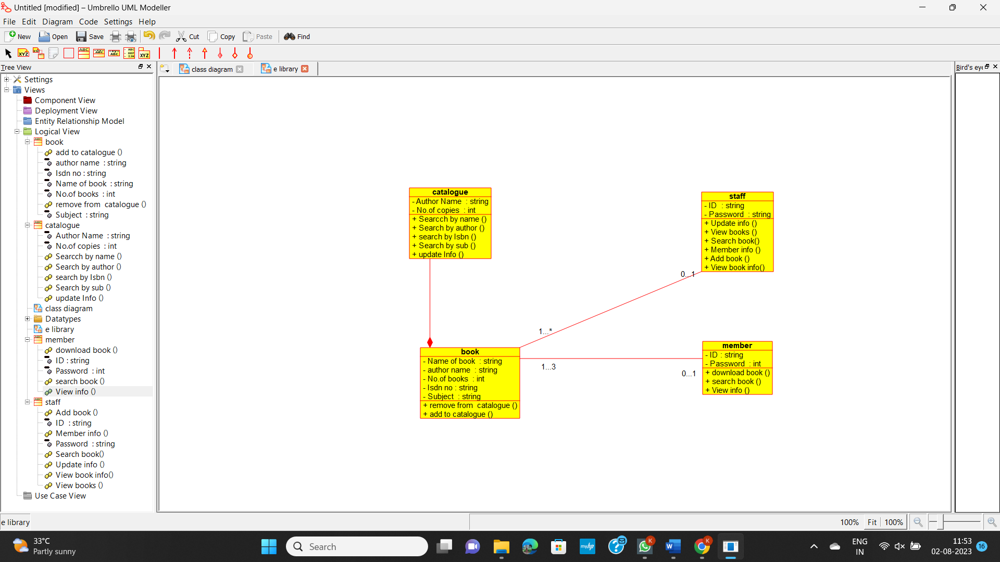 Untitled [modified] – Umbrello UML Modeller
File Edit Diagram Code Settings Help
New Open Save Cut Copy Paste Find
Tree View
class diagram
e library
Bird's eye
Settings
Views
Component View
Deployment View
Entity Relationship Model
Logical View
book
add to catalogue ()
author name : string
Isdn no : string
Name of book : string
No.of books : int
remove from catalogue ()
Subject : string
catalogue
Author Name : string
No.of copies : int
Searcch by name ()
Search by author ()
search by Isbn ()
Search by sub ()
update Info ()
class diagram
Datatypes
e library
member
download book ()
ID : string
Password : int
search book ()
View info ()
staff
Add book ()
ID : string
Member info ()
Password : string
Search book()
Update info ()
View book info()
View books ()
Use Case View
catalogue
- Author Name : string
- No.of copies : int
+ Searcch by name ()
+ Search by author ()
+ search by Isbn ()
+ Search by sub ()
+ update Info ()
staff
- ID : string
- Password : string
+ Update info ()
+ View books ()
+ Search book()
+ Member info ()
+ Add book ()
+ View book info()
0...1
1...*
book
- Name of book : string
- author name : string
- No.of books : int
- Isdn no : string
- Subject : string
+ remove from catalogue ()
+ add to catalogue ()
1...3
0...1
member
- ID : string
- Password : int
+ download book ()
+ search book ()
+ View info ()
e library
100% Fit 100%
33°C
Partly sunny
Search
myhp
ENG
IN
11:53
02-08-2023
16